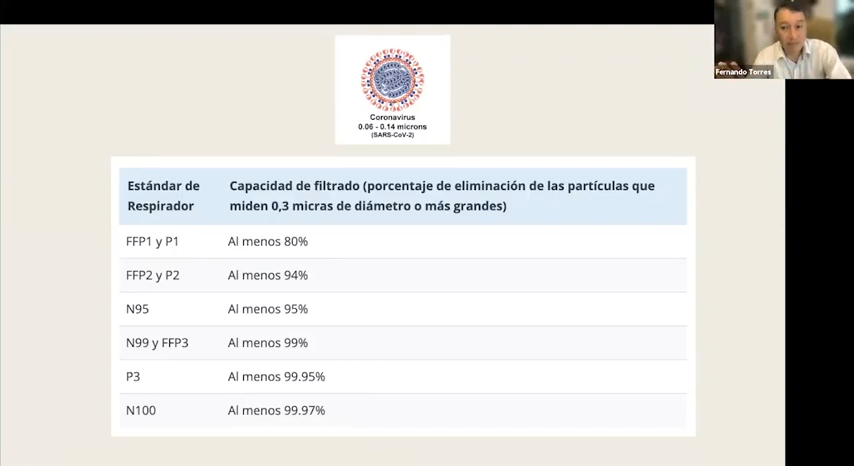 Fernando Torres
Coronavirus
0.06 - 0.14 microns
(SARS-CoV-2)
Estándar de Respirador
Capacidad de filtrado (porcentaje de eliminación de las partículas que
miden 0,3 micras de diámetro o más grandes)
FFP1 y P1 Al menos 80%
FFP2 y P2 Al menos 94%
N95 Al menos 95%
N99 y FFP3 Al menos 99%
P3 Al menos 99.95%
N100 Al menos 99.97%